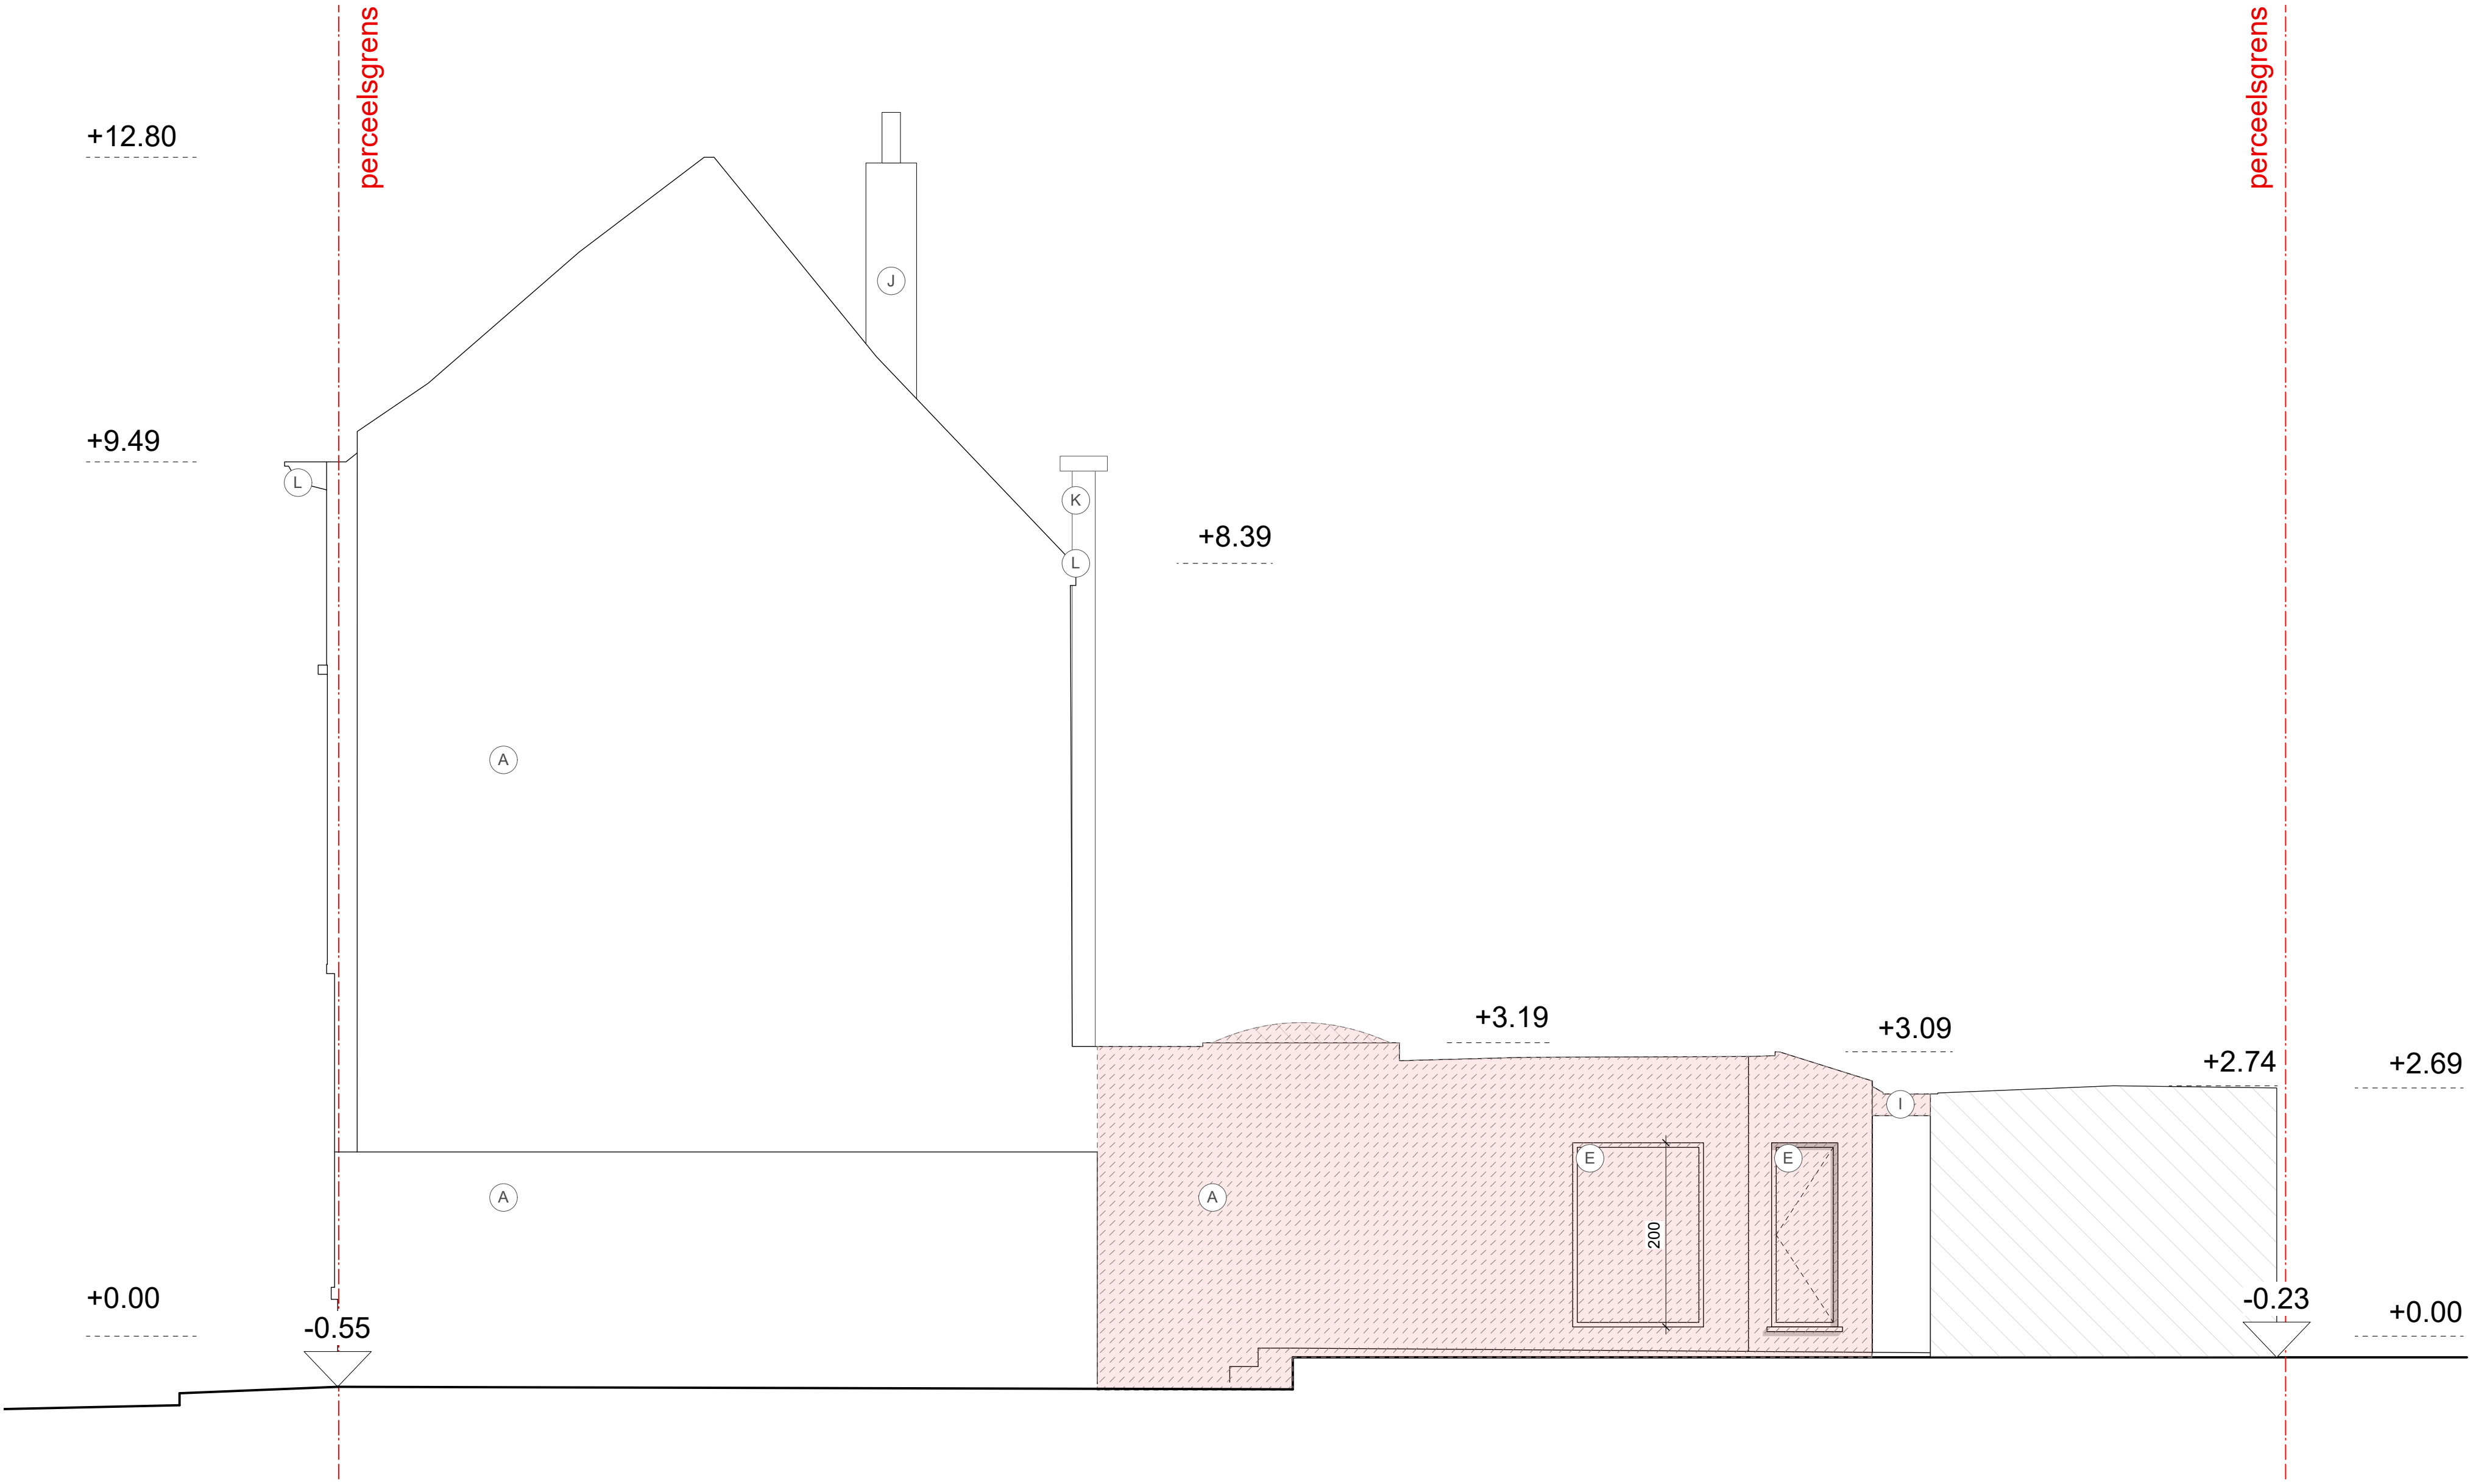 perceelsgrens
perceelsgrens
+12.80
J
+9.49
L
K
+8.39
L
A
+3.19
+3.09
+2.74
+2.69
I
E
E
A
A
200
+0.00
-0.55
-0.23
+0.00